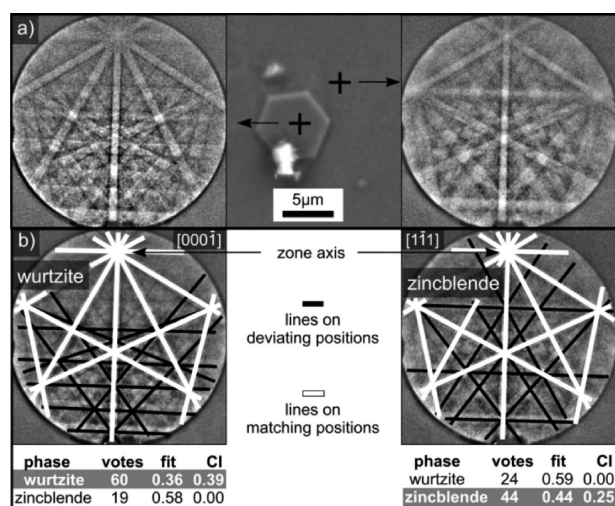 a)
5µm
b)
[0001̄]
zone axis
[11̄1]
wurtzite
zincblende
lines on
deviating positions
lines on
matching positions
phase votes fit CI
wurtzite 60 0.36 0.39
zincblende 19 0.58 0.00
phase votes fit CI
wurtzite 24 0.59 0.00
zincblende 44 0.44 0.25